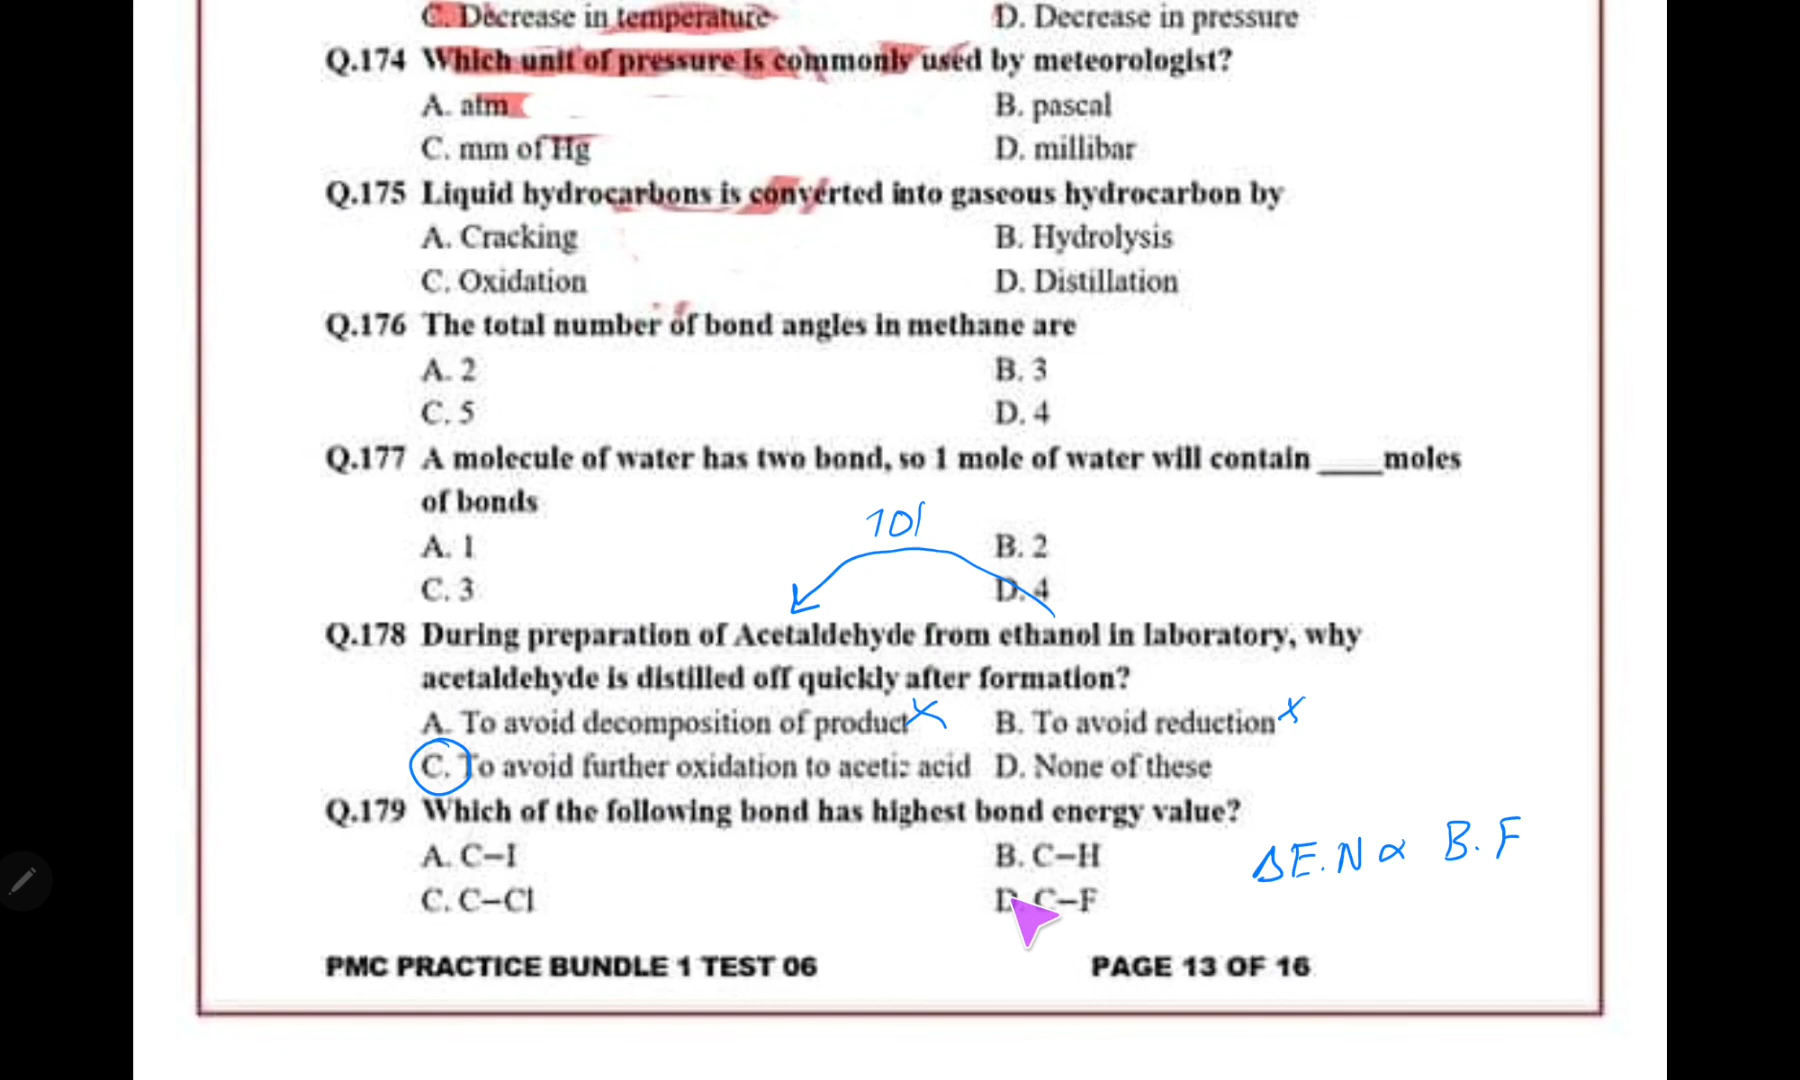 C. Decrease in temperature D. Decrease in pressure
Q.174 Which unit of pressure is commonly used by meteorologist?
A. atm B. pascal
C. mm of Hg D. millibar
Q.175 Liquid hydrocarbons is converted into gaseous hydrocarbon by
A. Cracking B. Hydrolysis
C. Oxidation D. Distillation
Q.176 The total number of bond angles in methane are
A. 2 B. 3
C. 5 D. 4
Q.177 A molecule of water has two bond, so 1 mole of water will contain ____moles
of bonds
[O]
A. 1 B. 2
C. 3 D. 4
Q.178 During preparation of Acetaldehyde from ethanol in laboratory, why
acetaldehyde is distilled off quickly after formation?
A. To avoid decomposition of product B. To avoid reduction
C. To avoid further oxidation to acetic acid D. None of these
Q.179 Which of the following bond has highest bond energy value?
A. C–I B. C–H
ΔE.N ∝ B.F
C. C–Cl D. C–F
PMC PRACTICE BUNDLE 1 TEST 06 PAGE 13 OF 16